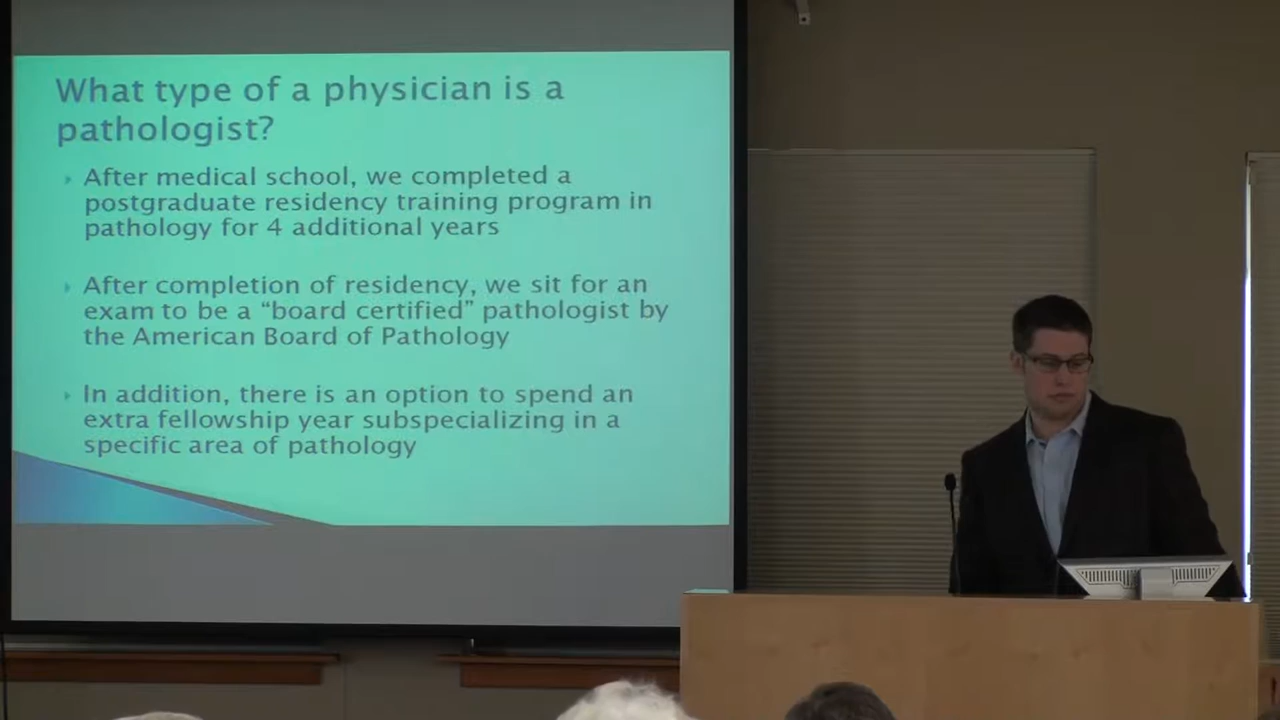 What type of a physician is a
pathologist?
After medical school, we completed a
postgraduate residency training program in
pathology for 4 additional years
After completion of residency, we sit for an
exam to be a “board certified” pathologist by
the American Board of Pathology
In addition, there is an option to spend an
extra fellowship year subspecializing in a
specific area of pathology